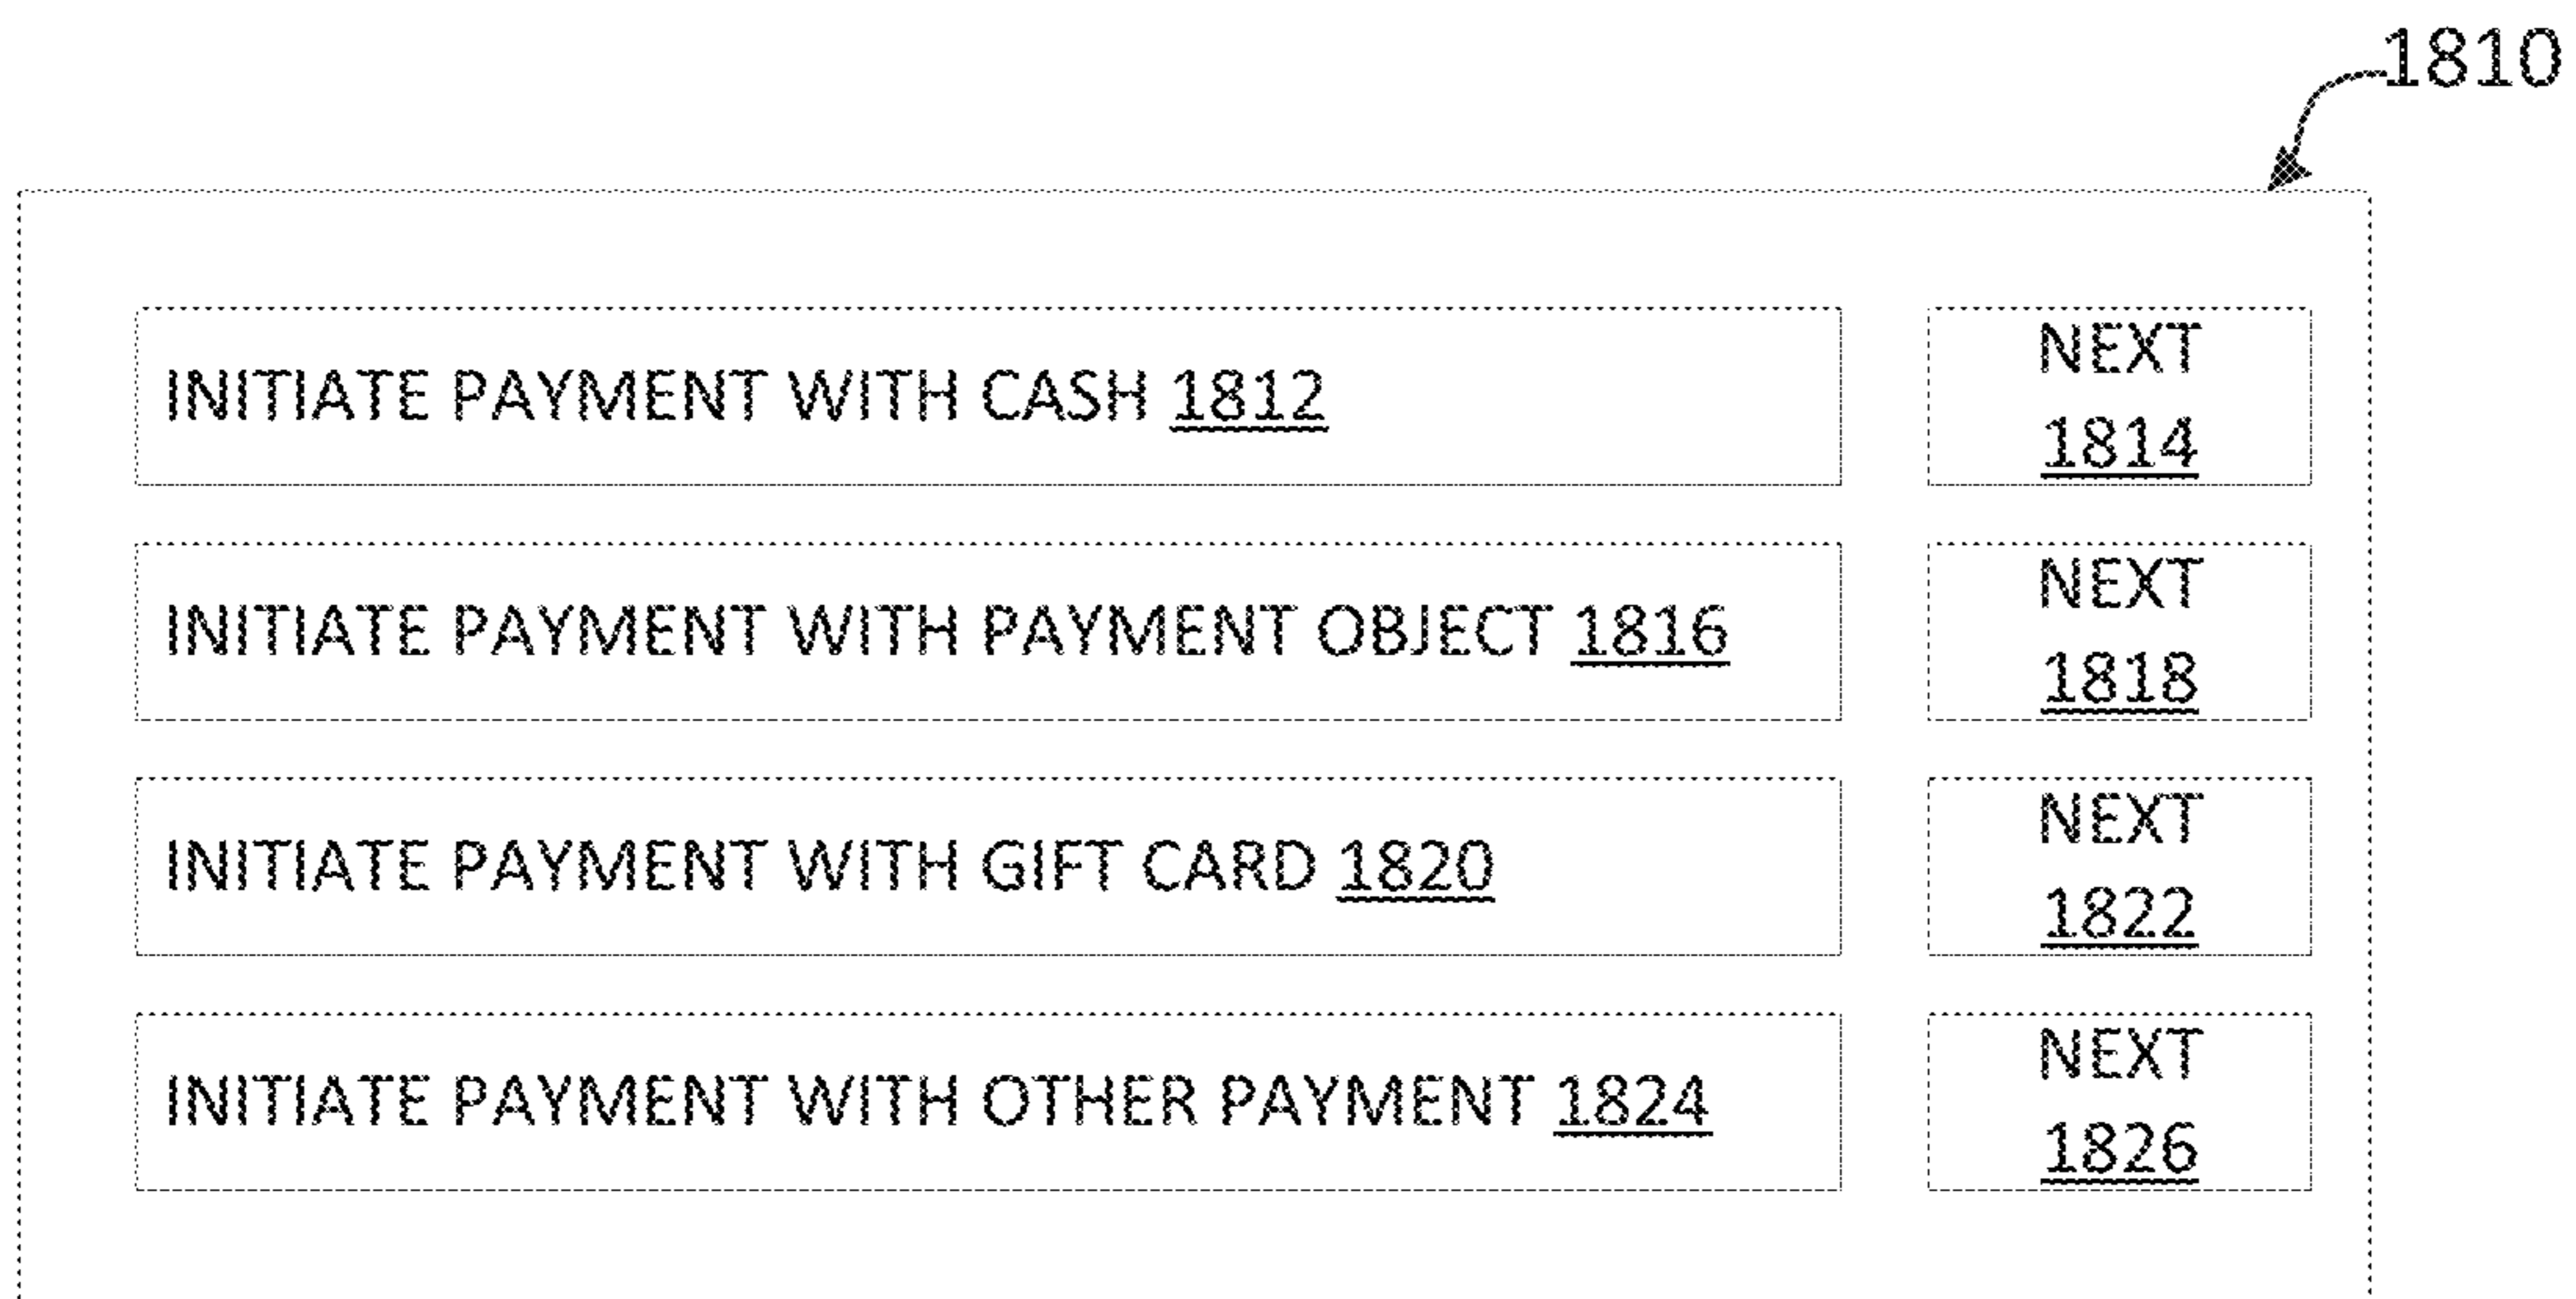 1810
INITIATE PAYMENT WITH CASH 1812
NEXT
1814
INITIATE PAYMENT WITH PAYMENT OBJECT 1816
NEXT
1818
INITIATE PAYMENT WITH GIFT CARD 1820
NEXT
1822
INITIATE PAYMENT WITH OTHER PAYMENT 1824
NEXT
1826